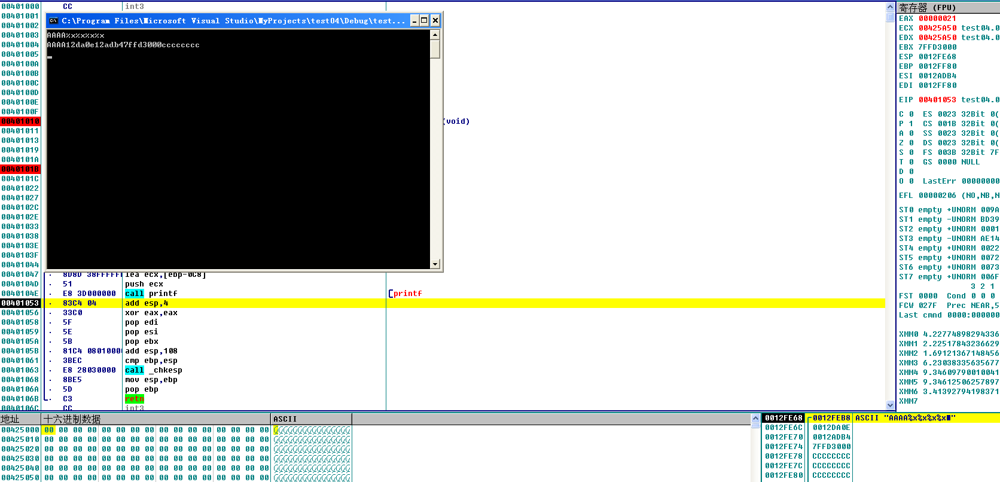 00401000 CC int3
00401001
00401002
00401003
00401004
00401005
0040100A
0040100B
0040100C
0040100D
0040100E
0040100F
00401010 (void)
00401011
00401013
00401019
0040101A
0040101B
0040101C
00401022
00401027
0040102C
0040102E
00401033
00401038
0040103E
0040103F
00401044
C:\Program Files\Microsoft Visual Studio\MyProjects\test04\Debug\test...
AAAA%x%x%x%x
AAAA12da0e12adb47ffd3000cccccccc
00401047 . 8D8D 38FFFFFF lea ecx,[ebp-0C8]
0040104D . 51 push ecx
0040104E . E8 3D000000 call printf printf
00401053 . 83C4 04 add esp,4
00401056 . 33C0 xor eax,eax
00401058 . 5F pop edi
00401059 . 5E pop esi
0040105A . 5B pop ebx
0040105B . 81C4 08010000 add esp,108
00401061 . 3BEC cmp ebp,esp
00401063 . E8 28030000 call _chkesp
00401068 . 8BE5 mov esp,ebp
0040106A . 5D pop ebp
0040106B . C3 retn
0040106C CC int3
寄存器 (FPU)
EAX 00000021
ECX 00425A50 test04.0
EDX 00425A50 test04.0
EBX 7FFD3000
ESP 0012FE68
EBP 0012FF80
ESI 0012ADB4
EDI 0012FF80
EIP 00401053 test04.0
C 0 ES 0023 32Bit 0(
P 1 CS 001B 32Bit 0(
A 0 SS 0023 32Bit 0(
Z 0 DS 0023 32Bit 0(
S 0 FS 003B 32Bit 7F
T 0 GS 0000 NULL
D 0
O 0 LastErr 00000000
EFL 00000206 (NO,NB,N
ST0 empty +UNORM 009A
ST1 empty -UNORM BD39
ST2 empty +UNORM 0001
ST3 empty -UNORM AE14
ST4 empty +UNORM 0022
ST5 empty +UNORM 0072
ST6 empty +UNORM 0073
ST7 empty +UNORM 006F
3 2 1
FST 0000 Cond 0 0 0
FCW 027F Prec NEAR,5
Last cmnd 0000:000000
XMM0 4.22774898294336
XMM1 2.22517843236629
XMM2 1.69121367148456
XMM3 6.23038335635677
XMM4 9.34609790010041
XMM5 9.34612506257897
XMM6 3.41392794198371
XMM7
地址 十六进制数据 ASCII
00425000 00 00 00 00 00 00 00 00 00 00 00 00 00 00 00 00
00425010 00 00 00 00 00 00 00 00 00 00 00 00 00 00 00 00
00425020 00 00 00 00 00 00 00 00 00 00 00 00 00 00 00 00
00425030 00 00 00 00 00 00 00 00 00 00 00 00 00 00 00 00
00425040 00 00 00 00 00 00 00 00 00 00 00 00 00 00 00 00
00425050 00 00 00 00 00 00 00 00 00 00 00 00 00 00 00 00
0012FE68 0012FEB8 ASCII "AAAA%x%x%x%x■"
0012FE6C 0012DA0E
0012FE70 0012ADB4
0012FE74 7FFD3000
0012FE78 CCCCCCCC
0012FE7C CCCCCCCC
0012FE80 CCCCCCCC